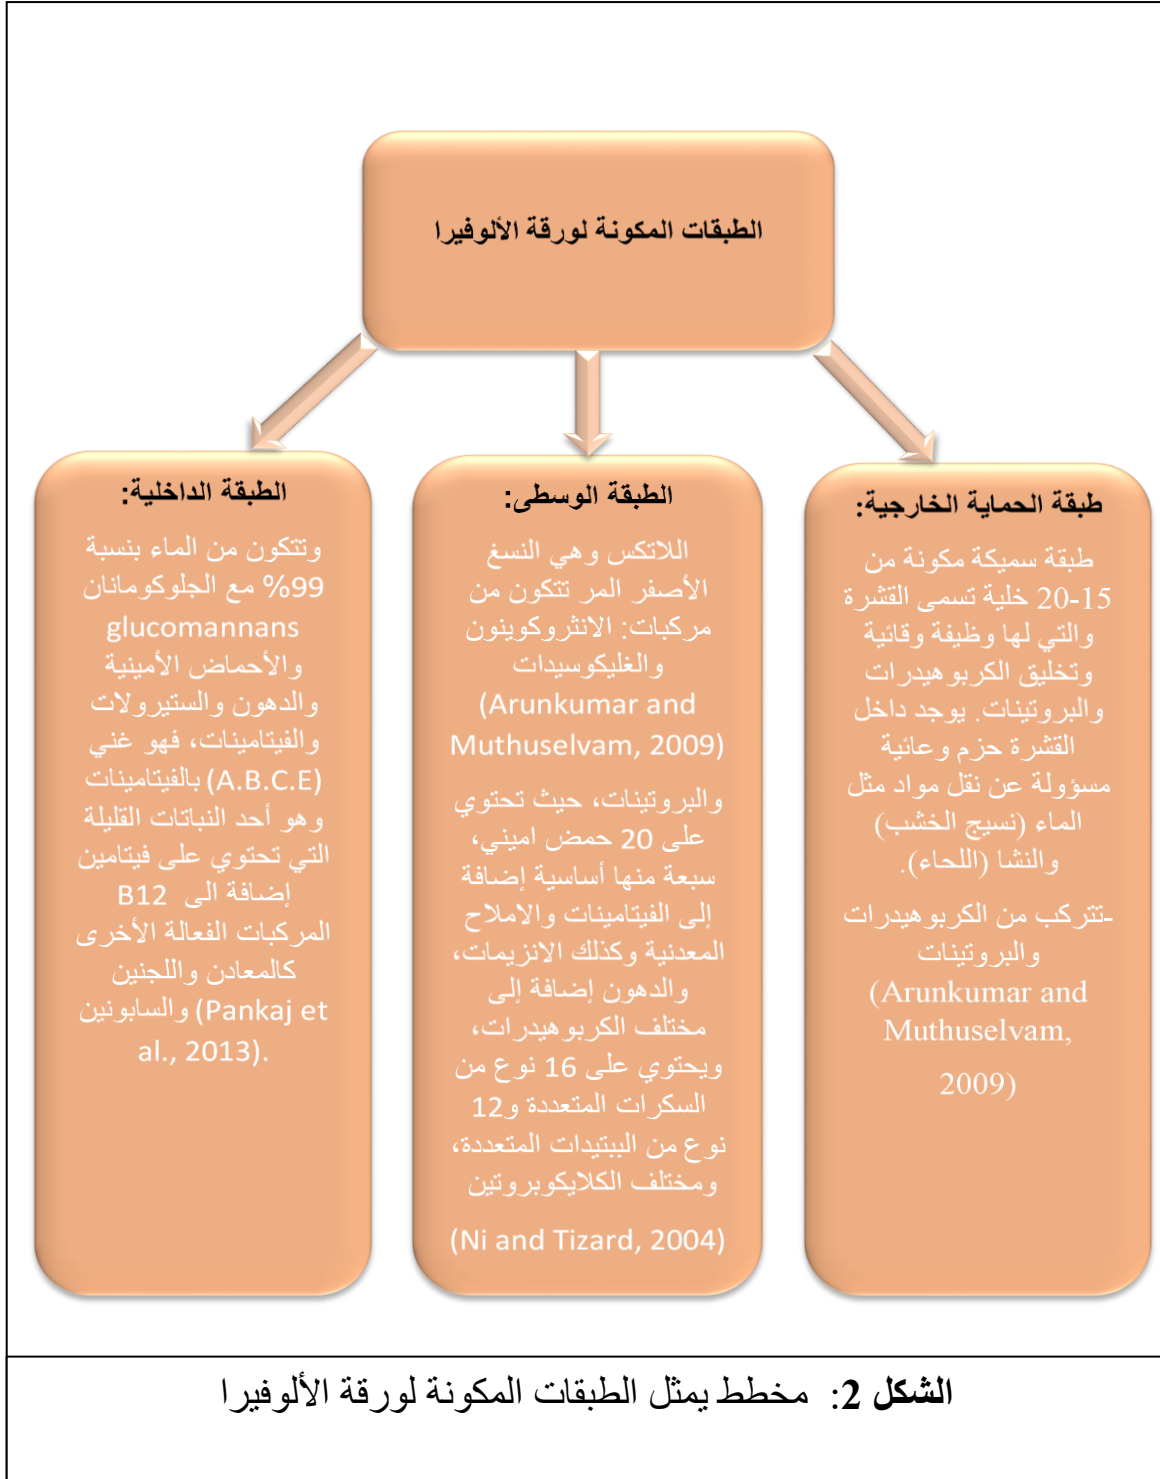 الطبقات المكونة لورقة الألوفيرا
طبقة الحماية الخارجية:
طبقة سميكة مكونة من
15-20 خلية تسمى القشرة
والتي لها وظيفة وقائية
وتخليق الكربوهيدرات
والبروتينات. يوجد داخل
القشرة حزم وعائية
مسؤولة عن نقل مواد مثل
الماء (نسيج الخشب)
والنشا (اللحاء).
-تتركب من الكربوهيدرات
والبروتينات
(Arunkumar and
Muthuselvam,
2009)
الطبقة الوسطى:
اللاتكس وهي النسغ
الأصفر المر تتكون من
مركبات: الانثروكوينون
والغليكوسيدات
(Arunkumar and
Muthuselvam, 2009)
والبروتينات، حيث تحتوي
على 20 حمض اميني،
سبعة منها أساسية إضافة
إلى الفيتامينات والاملاح
المعدنية وكذلك الانزيمات،
والدهون إضافة إلى
مختلف الكربوهيدرات،
ويحتوي على 16 نوع من
السكرات المتعددة و12
نوع من الببتيدات المتعددة،
ومختلف الكلايكوبروتين
(Ni and Tizard, 2004)
الطبقة الداخلية:
وتتكون من الماء بنسبة
99% مع الجلوكومانان
glucomannans
والأحماض الأمينية
والدهون والستيرولات
والفيتامينات، فهو غني
بالفيتامينات (A.B.C.E)
وهو أحد النباتات القليلة
التي تحتوي على فيتامين
B12 إضافة الى
المركبات الفعالة الأخرى
كالمعادن واللجنين
والسابونين (Pankaj et
al., 2013).
الشكل 2: مخطط يمثل الطبقات المكونة لورقة الألوفيرا